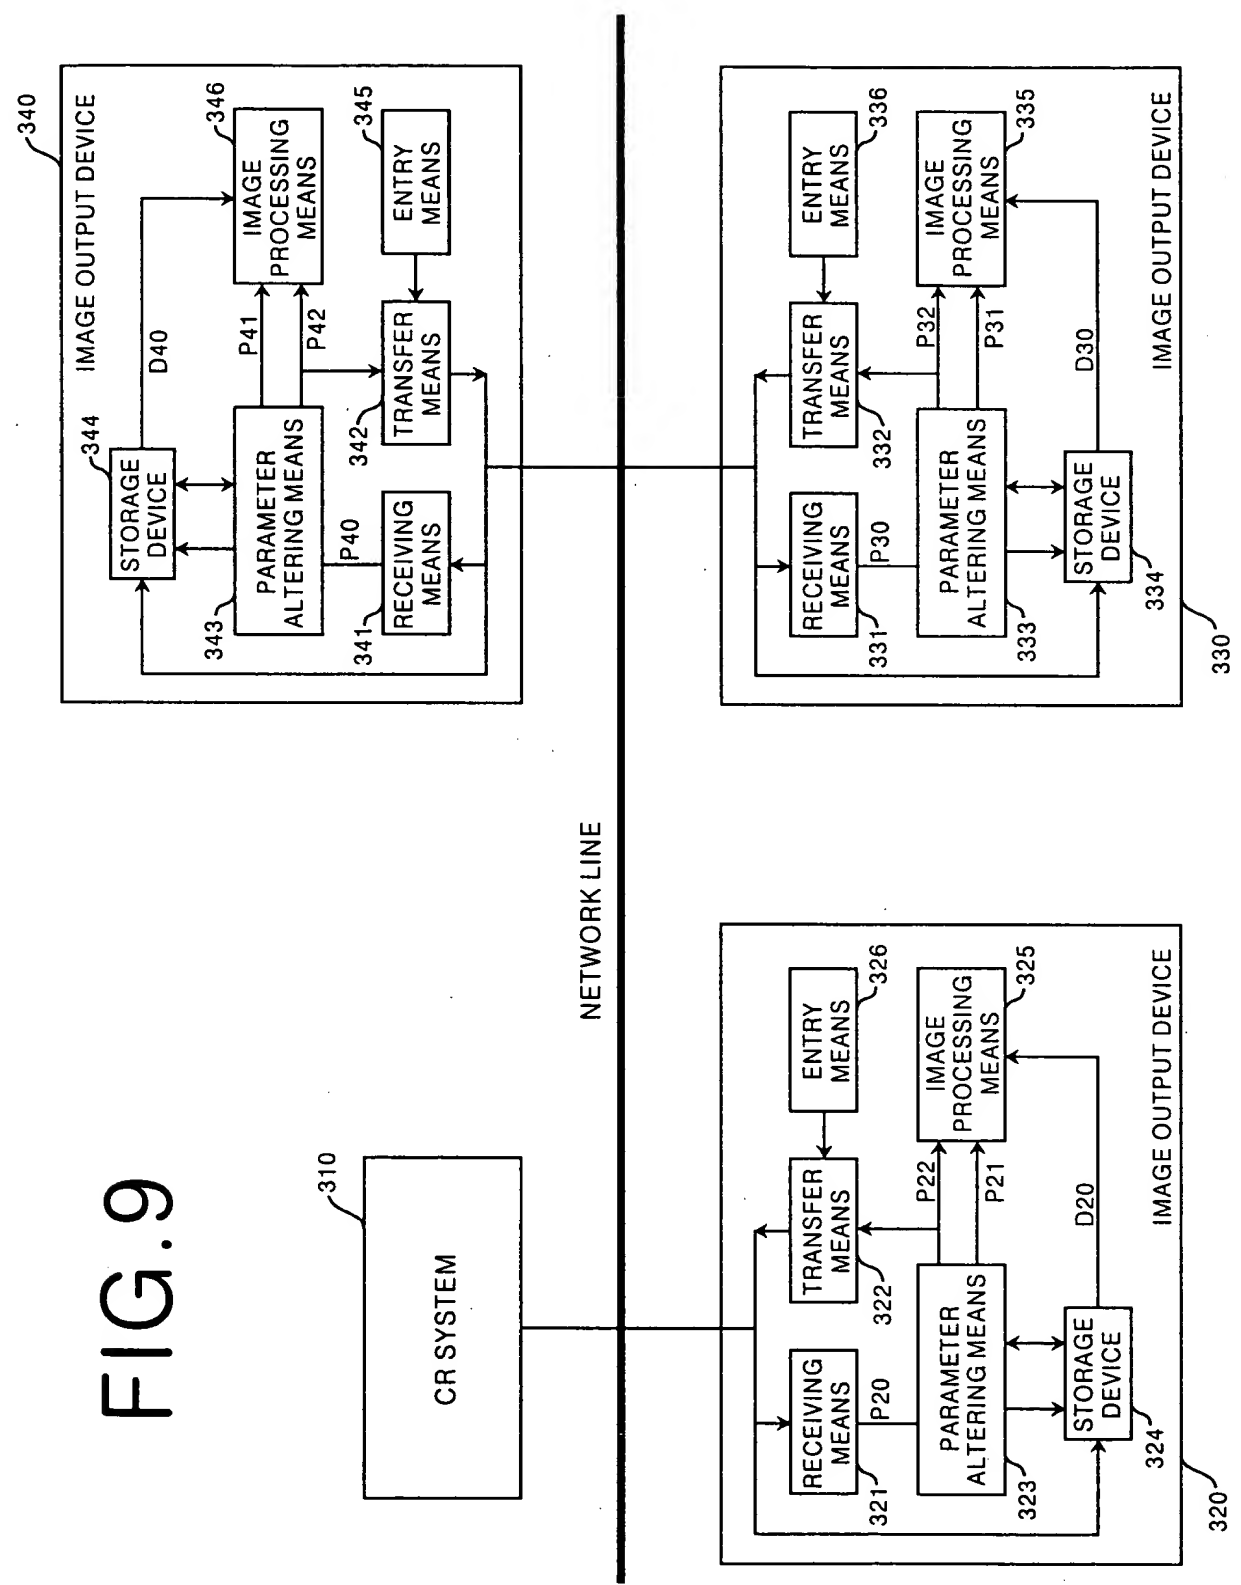 FIG.9
310
CR SYSTEM
NETWORK LINE
340
IMAGE OUTPUT DEVICE
344
STORAGE
DEVICE
D40
346
IMAGE
PROCESSING
MEANS
343
PARAMETER
ALTERING MEANS
P41
P42
P40
341
RECEIVING
MEANS
342
TRANSFER
MEANS
345
ENTRY
MEANS
RECEIVING
MEANS
321
TRANSFER
MEANS
322
ENTRY
MEANS
326
P20
PARAMETER
ALTERING MEANS
323
P22
P21
IMAGE
PROCESSING
MEANS
325
STORAGE
DEVICE
324
D20
IMAGE OUTPUT DEVICE
320
RECEIVING
MEANS
331
TRANSFER
MEANS
332
ENTRY
MEANS
336
P30
PARAMETER
ALTERING MEANS
333
P32
P31
IMAGE
PROCESSING
MEANS
335
STORAGE
DEVICE
334
D30
IMAGE OUTPUT DEVICE
330